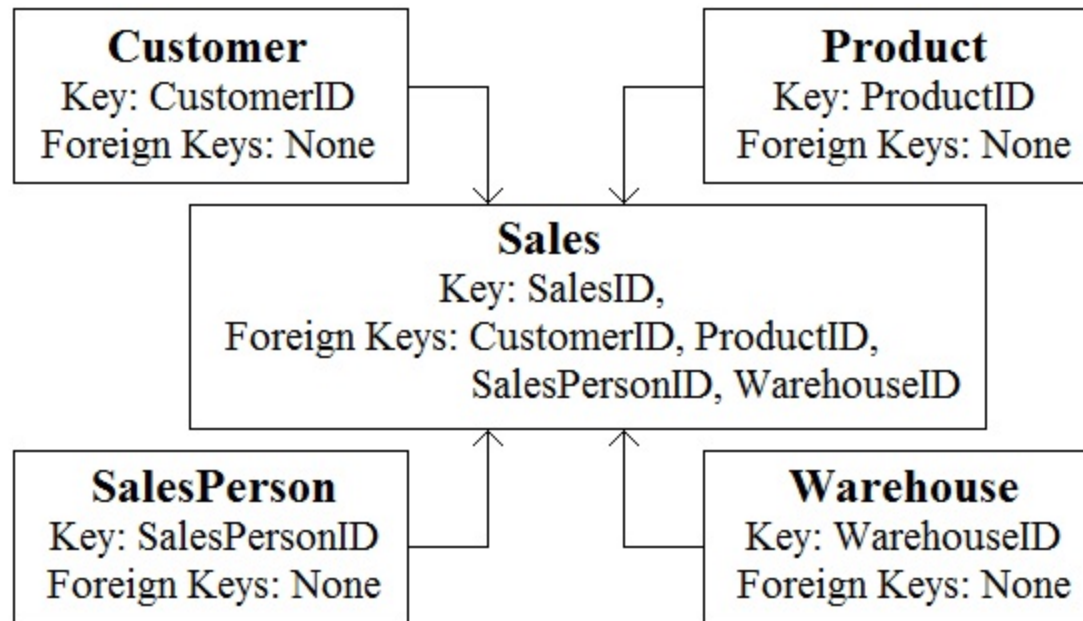 Customer
Key: CustomerID
Foreign Keys: None
Product
Key: ProductID
Foreign Keys: None
Sales
Key: SalesID,
Foreign Keys: CustomerID, ProductID,
SalesPersonID, WarehouseID
SalesPerson
Key: SalesPersonID
Foreign Keys: None
Warehouse
Key: WarehouseID
Foreign Keys: None